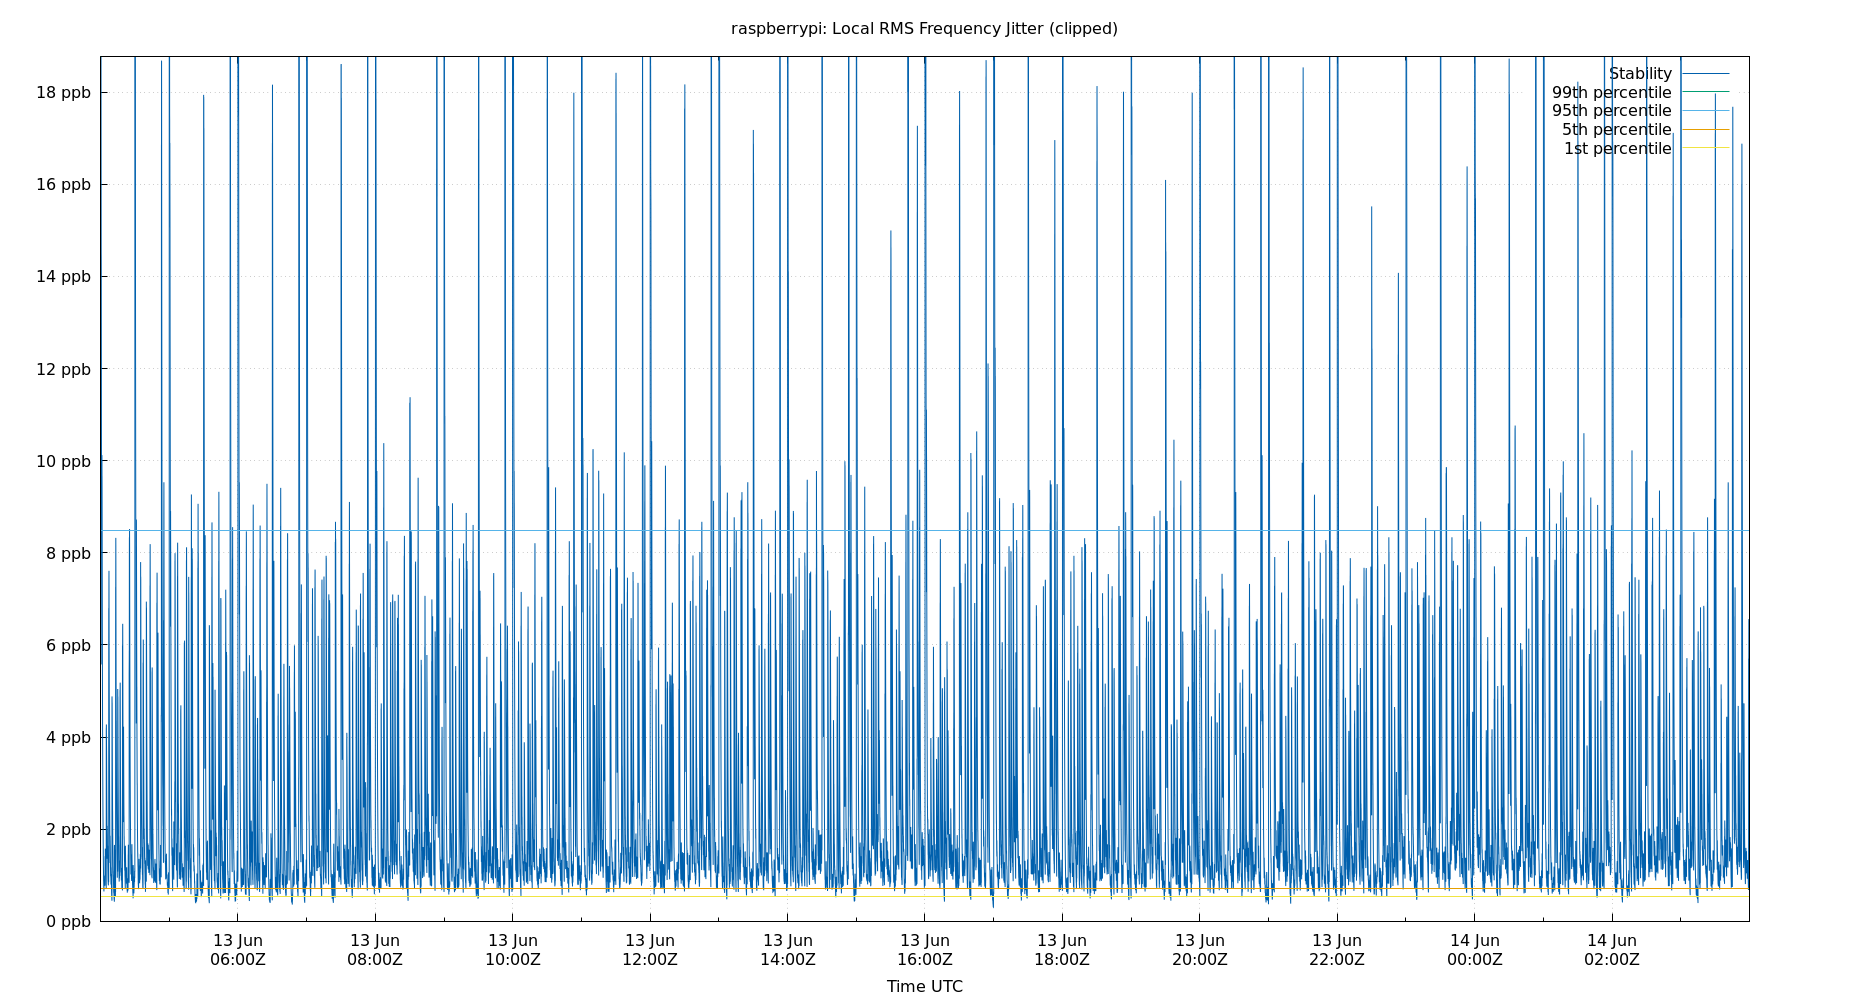 raspberrypi: Local RMS Frequency Jitter (clipped)
Stability
99th percentile
95th percentile
5th percentile
1st percentile
18 ppb
16 ppb
14 ppb
12 ppb
10 ppb
8 ppb
6 ppb
4 ppb
2 ppb
0 ppb
13 Jun 13 Jun 13 Jun 13 Jun 13 Jun 13 Jun 13 Jun 13 Jun 13 Jun 14 Jun 14 Jun
06:00Z 08:00Z 10:00Z 12:00Z 14:00Z 16:00Z 18:00Z 20:00Z 22:00Z 00:00Z 02:00Z
Time UTC